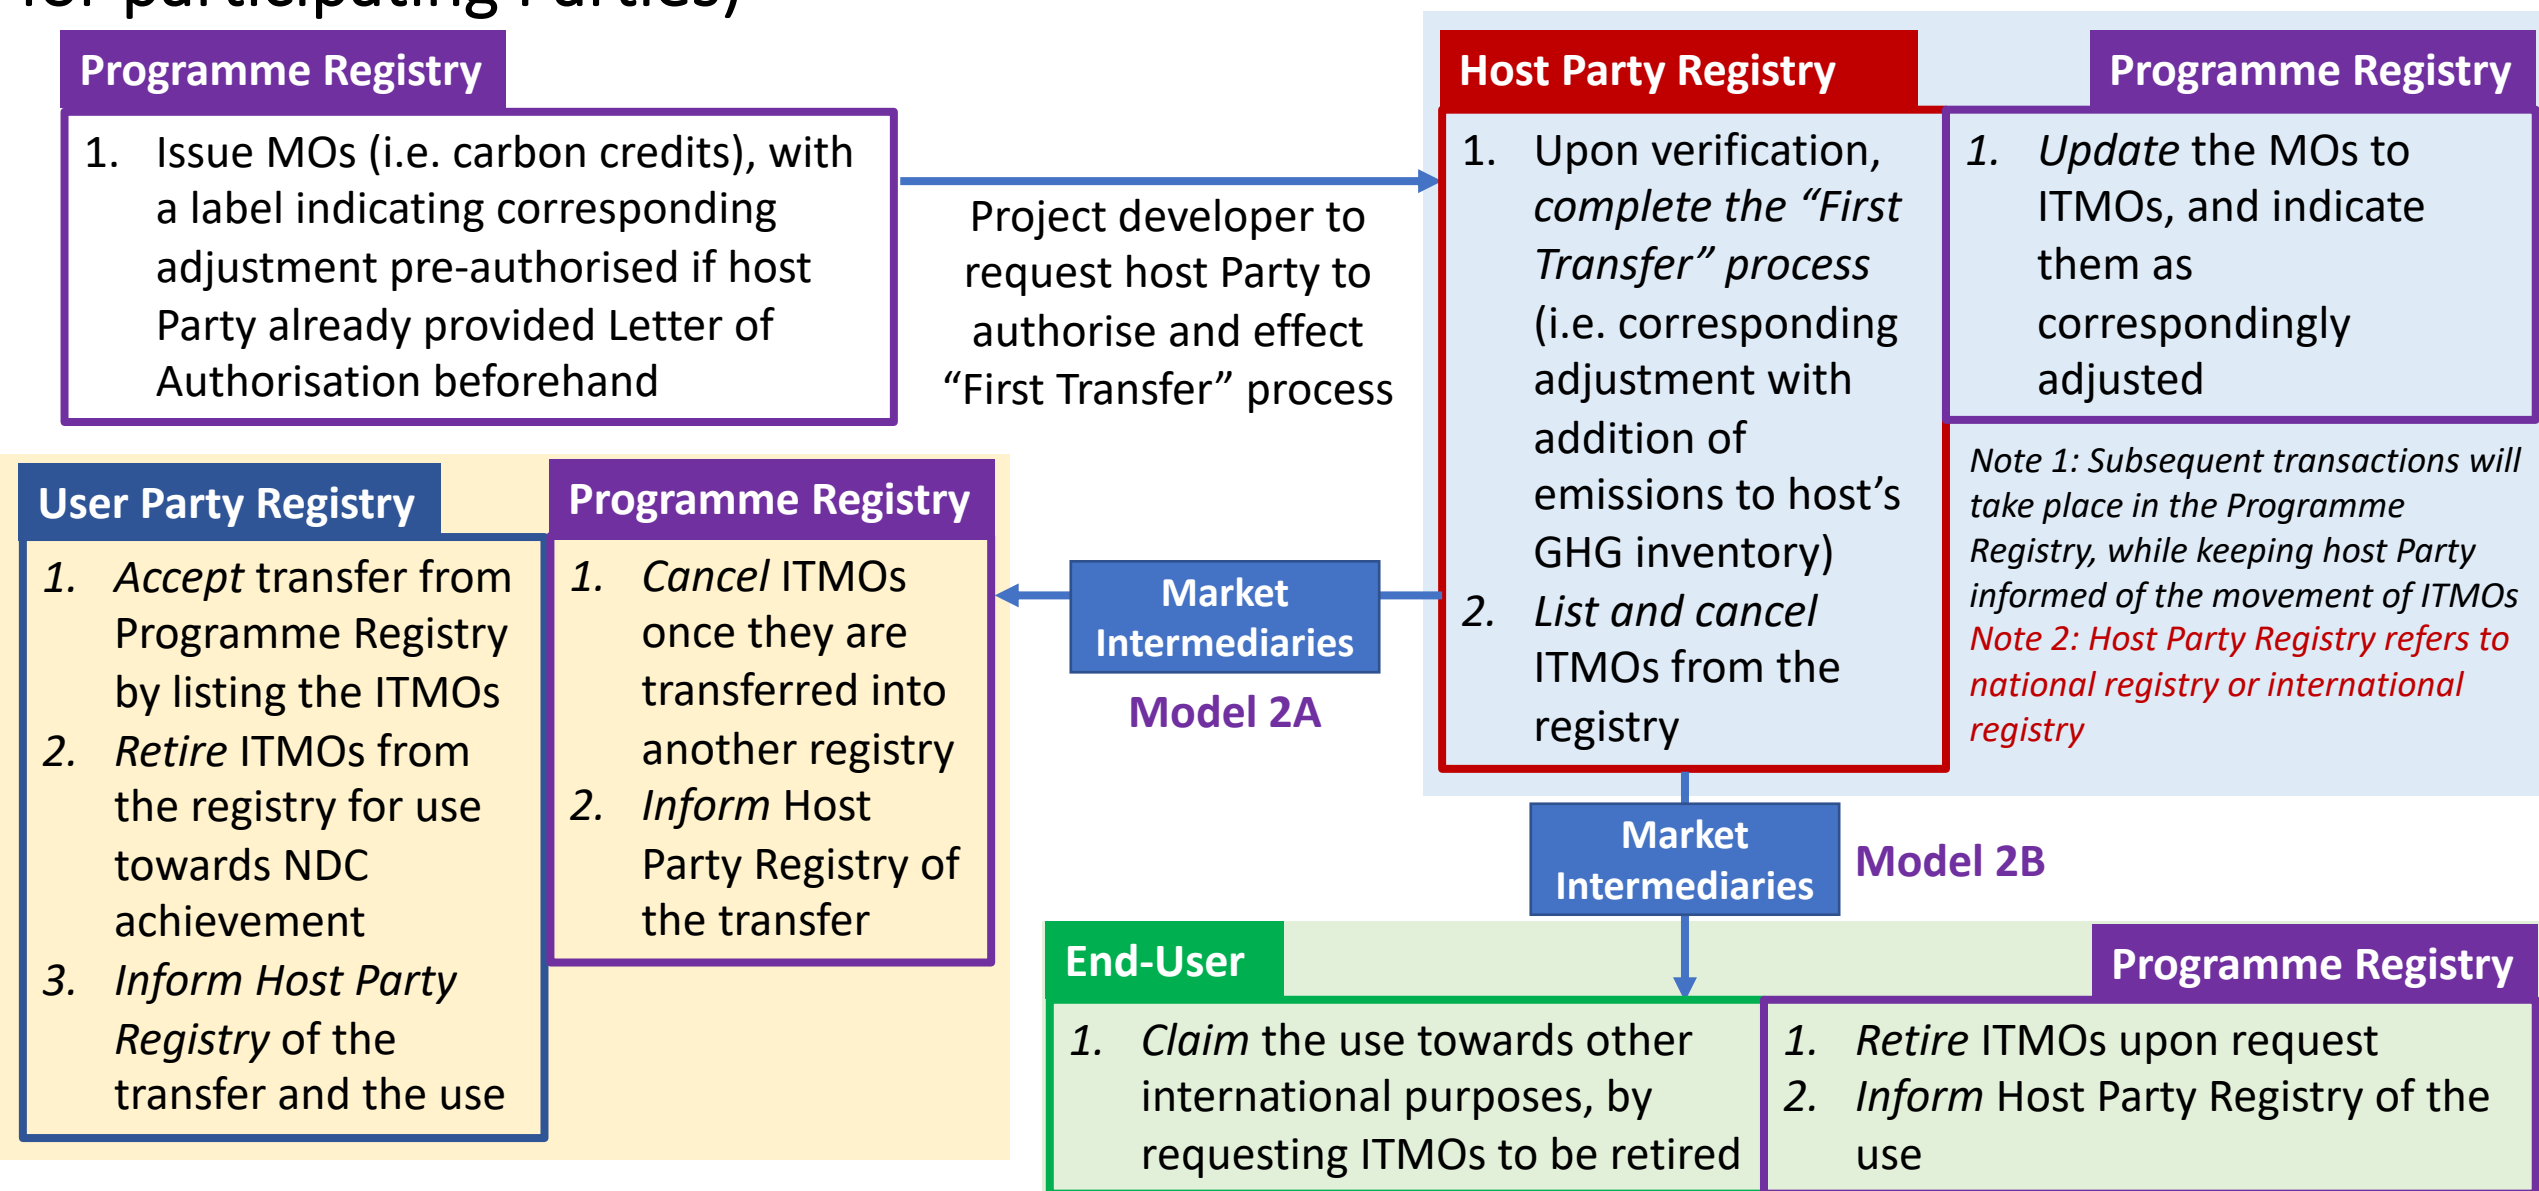 for participating Parties)
Programme Registry
1. Issue MOs (i.e. carbon credits), with
a label indicating corresponding
adjustment pre-authorised if host
Party already provided Letter of
Authorisation beforehand
Project developer to
request host Party to
authorise and effect
“First Transfer” process
Host Party Registry
1. Upon verification,
complete the “First
Transfer” process
(i.e. corresponding
adjustment with
addition of
emissions to host’s
GHG inventory)
2. List and cancel
ITMOs from the
registry
Programme Registry
1. Update the MOs to
ITMOs, and indicate
them as
correspondingly
adjusted
Note 1: Subsequent transactions will
take place in the Programme
Registry, while keeping host Party
informed of the movement of ITMOs
Note 2: Host Party Registry refers to
national registry or international
registry
Market
Intermediaries
Model 2A
User Party Registry
1. Accept transfer from
Programme Registry
by listing the ITMOs
2. Retire ITMOs from
the registry for use
towards NDC
achievement
3. Inform Host Party
Registry of the
transfer and the use
Programme Registry
1. Cancel ITMOs
once they are
transferred into
another registry
2. Inform Host
Party Registry of
the transfer
Market
Intermediaries
Model 2B
End-User
1. Claim the use towards other
international purposes, by
requesting ITMOs to be retired
Programme Registry
1. Retire ITMOs upon request
2. Inform Host Party Registry of the
use